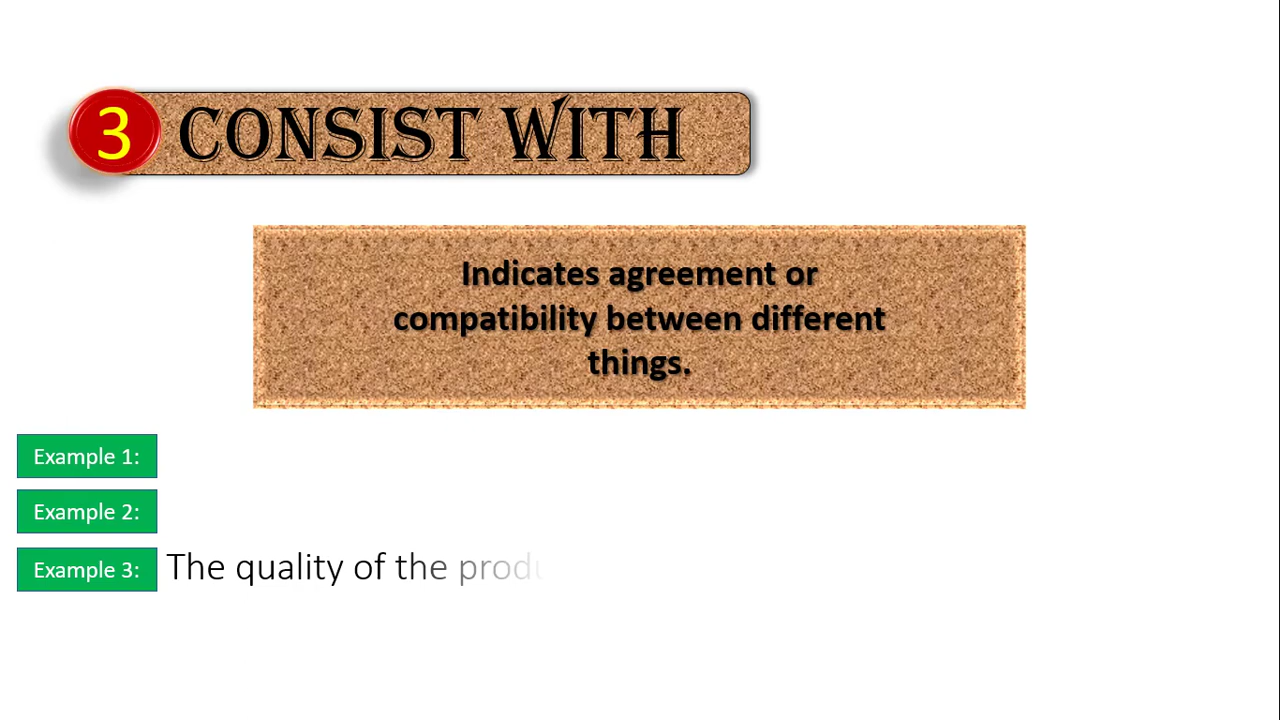 3 CONSIST WITH
Indicates agreement or
compatibility between different
things.
Example 1:
Example 2:
Example 3: The quality of the